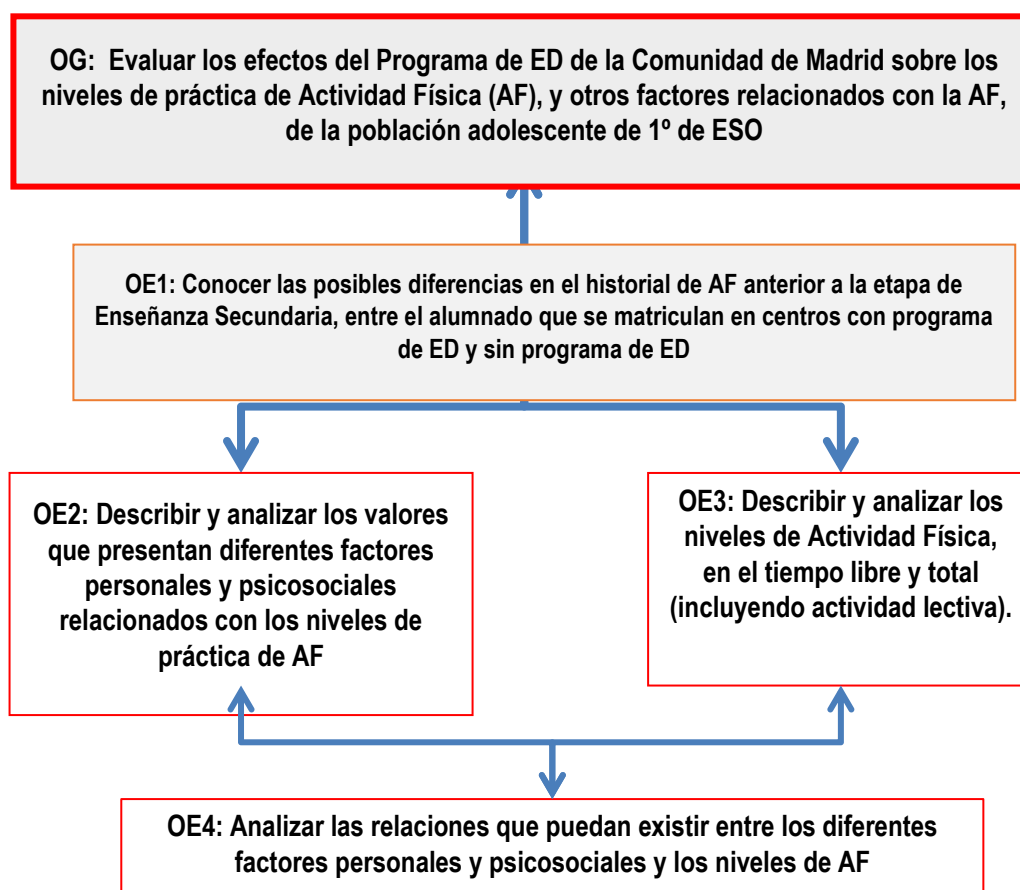 OG: Evaluar los efectos del Programa de ED de la Comunidad de Madrid sobre los
niveles de práctica de Actividad Física (AF), y otros factores relacionados con la AF,
de la población adolescente de 1º de ESO
OE1: Conocer las posibles diferencias en el historial de AF anterior a la etapa de
Enseñanza Secundaria, entre el alumnado que se matriculan en centros con programa
de ED y sin programa de ED
OE2: Describir y analizar los valores
que presentan diferentes factores
personales y psicosociales
relacionados con los niveles de
práctica de AF
OE3: Describir y analizar los
niveles de Actividad Física,
en el tiempo libre y total
(incluyendo actividad lectiva).
OE4: Analizar las relaciones que puedan existir entre los diferentes
factores personales y psicosociales y los niveles de AF